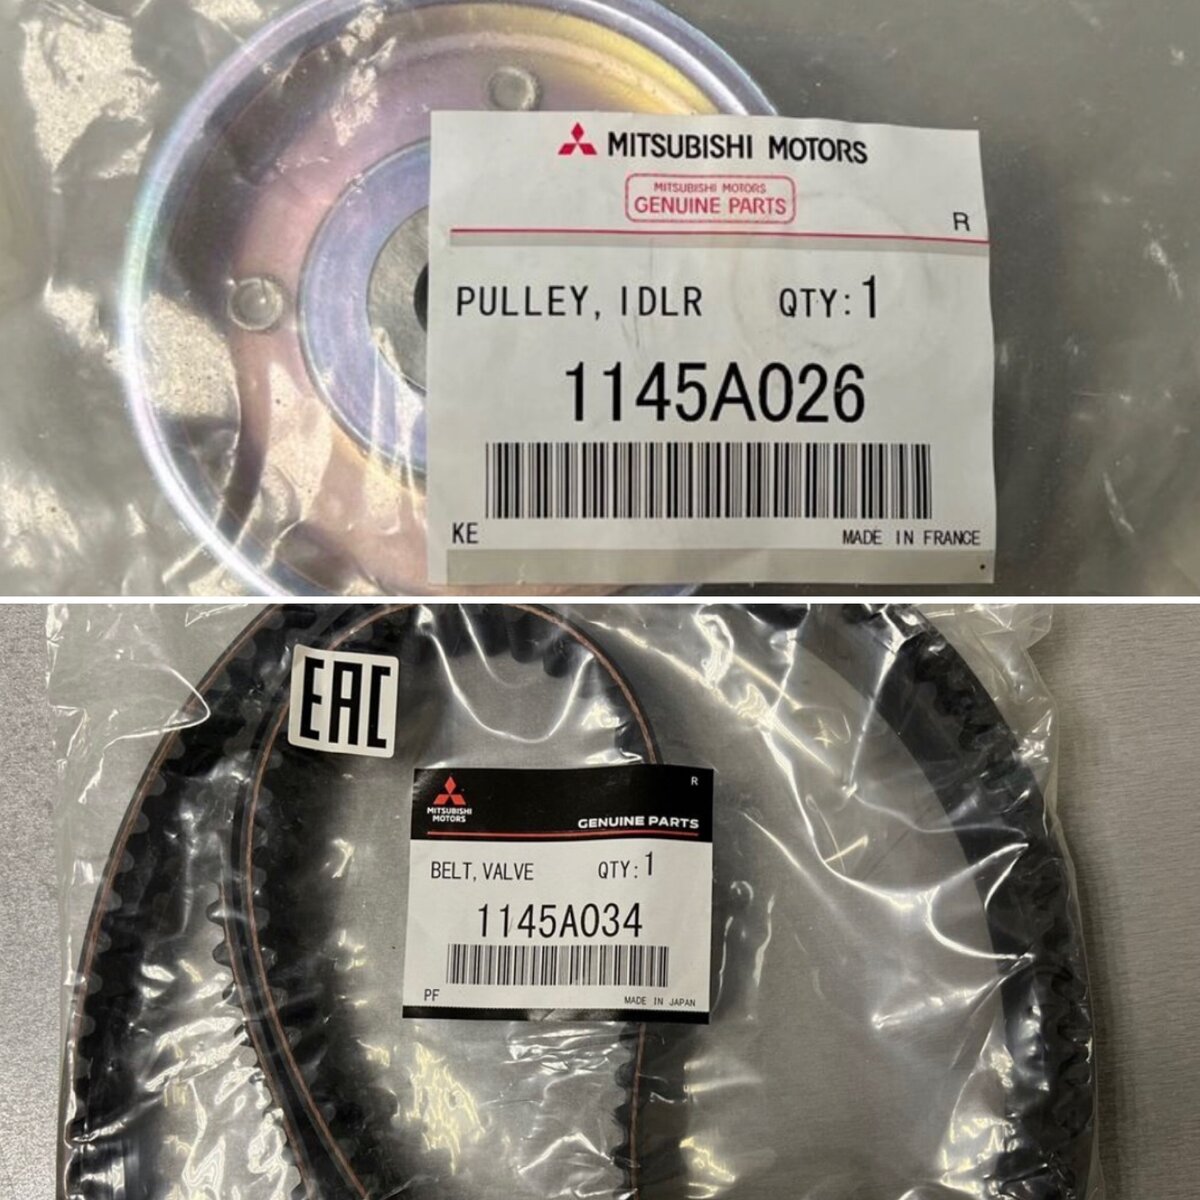 MITSUBISHI MOTORS
MITSUBISHI MOTORS
GENUINE PARTS
R
PULLEY, IDLR QTY: 1
1145A026
KE MADE IN FRANCE
EAC
R
MITSUBISHI
MOTORS
GENUINE PARTS
BELT, VALVE QTY: 1
1145A034
PF MADE IN JAPAN